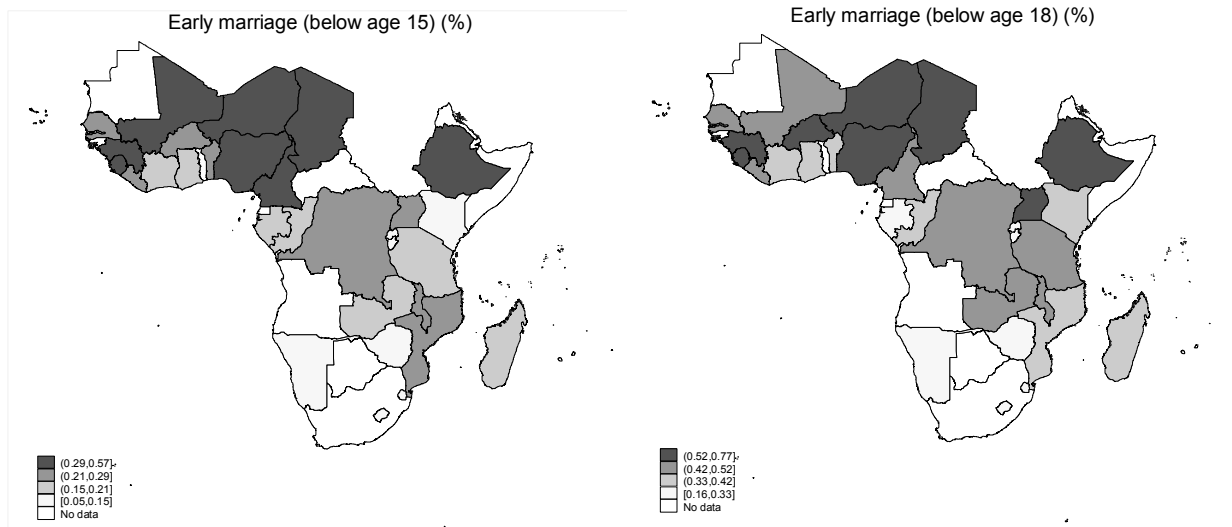 Early marriage (below age 15) (%)
(0.29,0.57]
(0.21,0.29]
(0.15,0.21]
[0.05,0.15]
No data
Early marriage (below age 18) (%)
(0.52,0.77]
(0.42,0.52]
(0.33,0.42]
[0.16,0.33]
No data